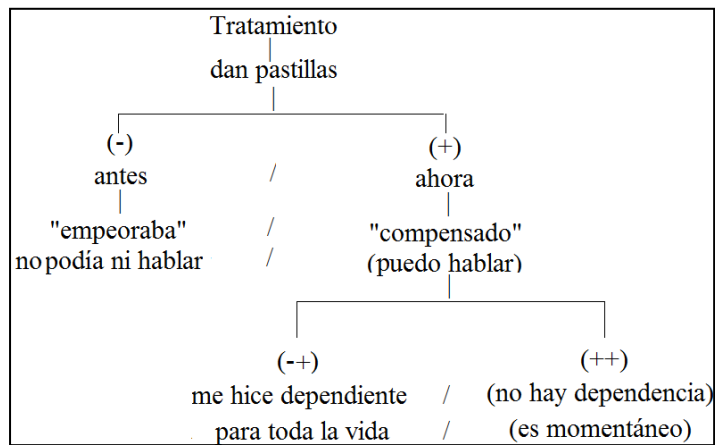 Tratamiento
dan pastillas
(-) (+)
antes / ahora
"empeoraba" / "compensado"
no podía ni hablar / (puedo hablar)
(-+) (++)
me hice dependiente / (no hay dependencia)
para toda la vida / (es momentáneo)